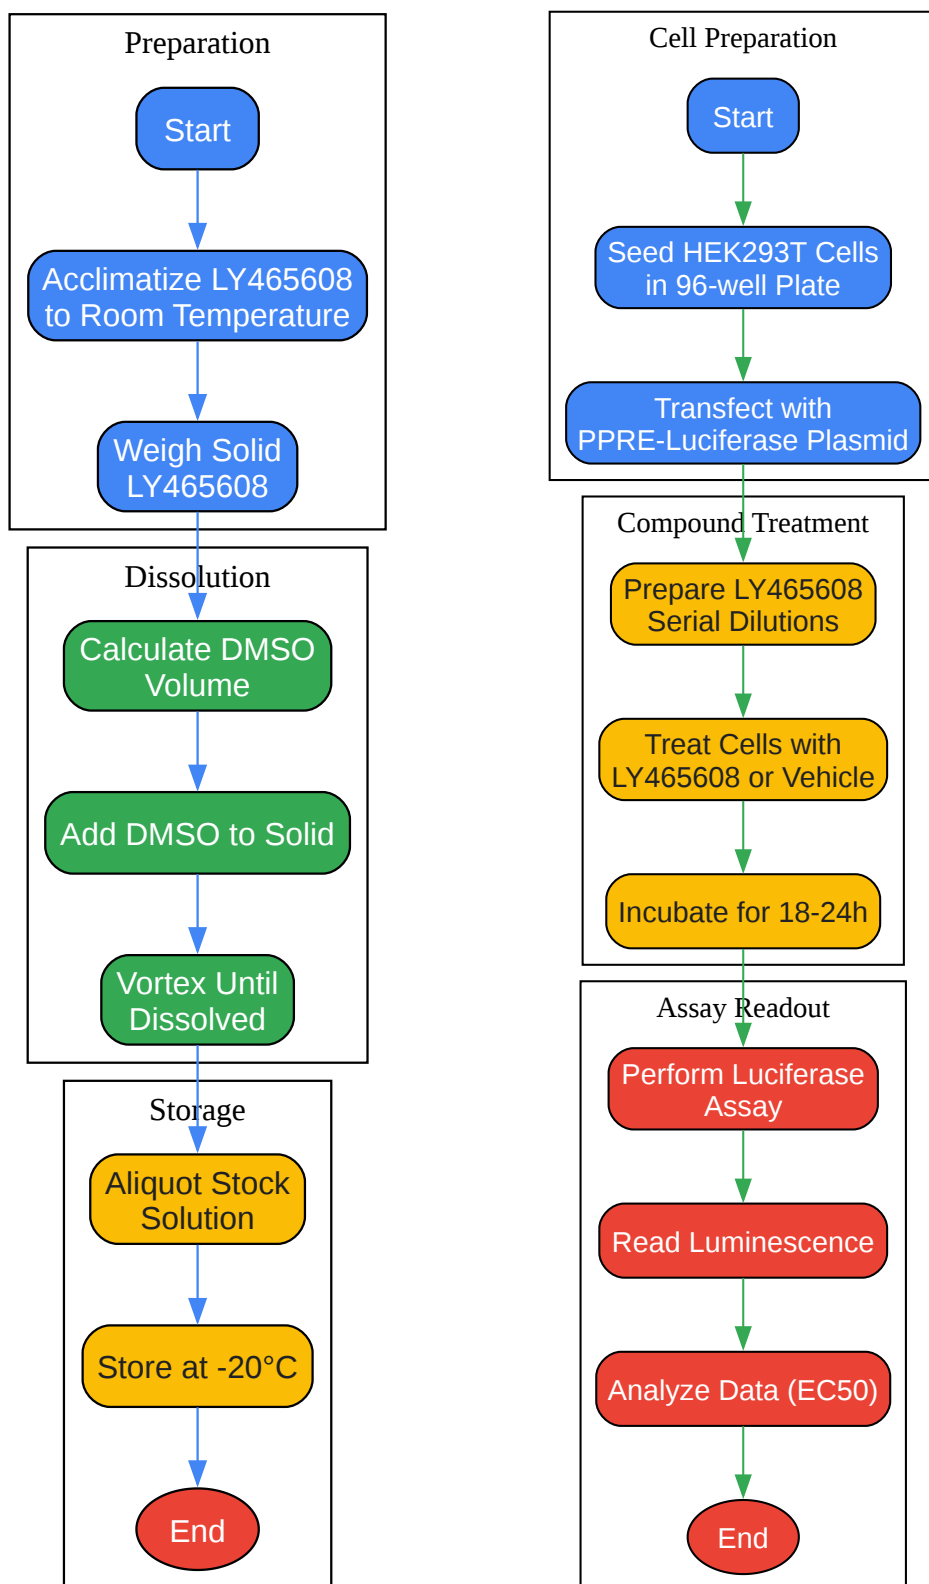 Preparation
Start
Acclimatize LY465608
to Room Temperature
Weigh Solid
LY465608
Dissolution
Calculate DMSO
Volume
Add DMSO to Solid
Vortex Until
Dissolved
Storage
Aliquot Stock
Solution
Store at -20°C
End
Cell Preparation
Start
Seed HEK293T Cells
in 96-well Plate
Transfect with
PPRE-Luciferase Plasmid
Compound Treatment
Prepare LY465608
Serial Dilutions
Treat Cells with
LY465608 or Vehicle
Incubate for 18-24h
Assay Readout
Perform Luciferase
Assay
Read Luminescence
Analyze Data (EC50)
End